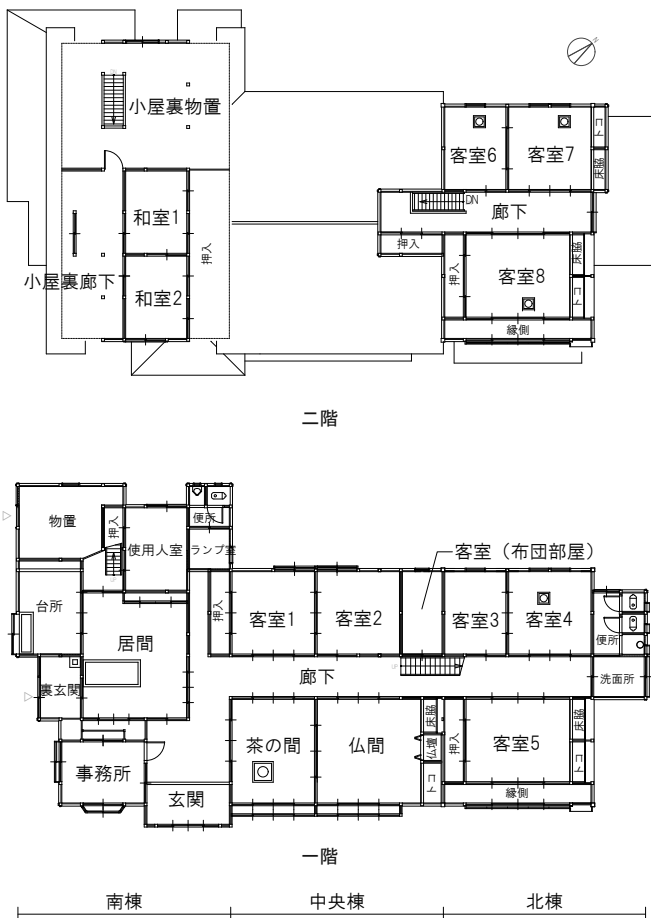 N
小屋裏物置
客室6
客室7
コト
床脇
和室1
DN
廊下
押入
押入
小屋裏廊下
和室2
押入
客室8
床脇
コト
縁側
二階
物置
押入
使用人室
便所
ランプ室
客室（布団部屋）
台所
押入
客室1
客室2
客室3
客室4
便所
居間
廊下
UP
洗面所
裏玄関
茶の間
仏間
床脇
仏壇
コト
押入
客室5
床脇
コト
縁側
事務所
玄関
一階
南棟
中央棟
北棟